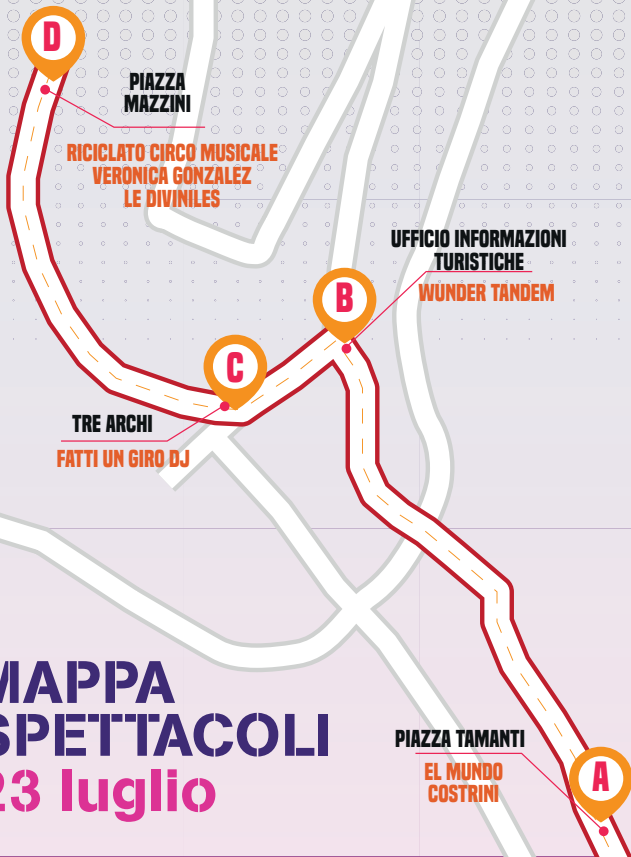 D
PIAZZA
MAZZINI
RICICLATO CIRCO MUSICALE
VERONICA GONZALEZ
LE DIVINILES
UFFICIO INFORMAZIONI
TURISTICHE
WUNDER TANDEM
B
C
TRE ARCHI
FATTI UN GIRO DJ
MAPPA
SPETTACOLI
23 luglio
PIAZZA TAMANTI
EL MUNDO
COSTRINI
A